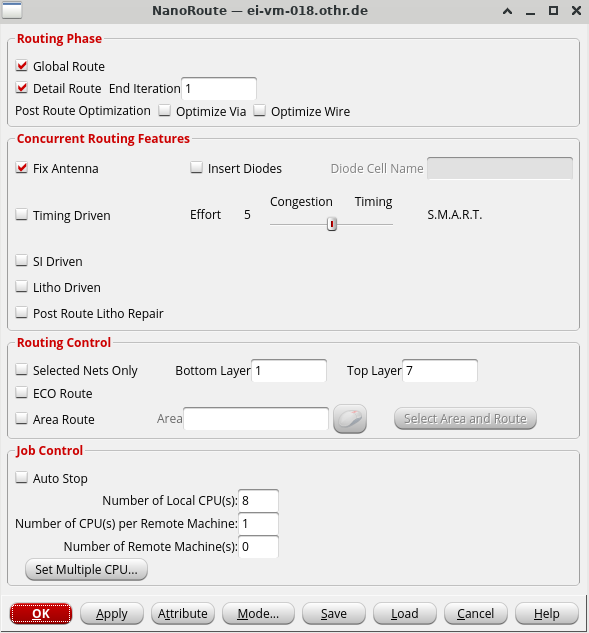 NanoRoute — ei-vm-018.othr.de
Routing Phase
Global Route
Detail Route End Iteration 1
Post Route Optimization Optimize Via Optimize Wire
Concurrent Routing Features
Fix Antenna Insert Diodes Diode Cell Name
Congestion Timing
Timing Driven Effort 5 S.M.A.R.T.
SI Driven
Litho Driven
Post Route Litho Repair
Routing Control
Selected Nets Only Bottom Layer 1 Top Layer 7
ECO Route
Area Route Area Select Area and Route
Job Control
Auto Stop
Number of Local CPU(s): 8
Number of CPU(s) per Remote Machine: 1
Number of Remote Machine(s): 0
Set Multiple CPU...
OK Apply Attribute Mode... Save Load Cancel Help